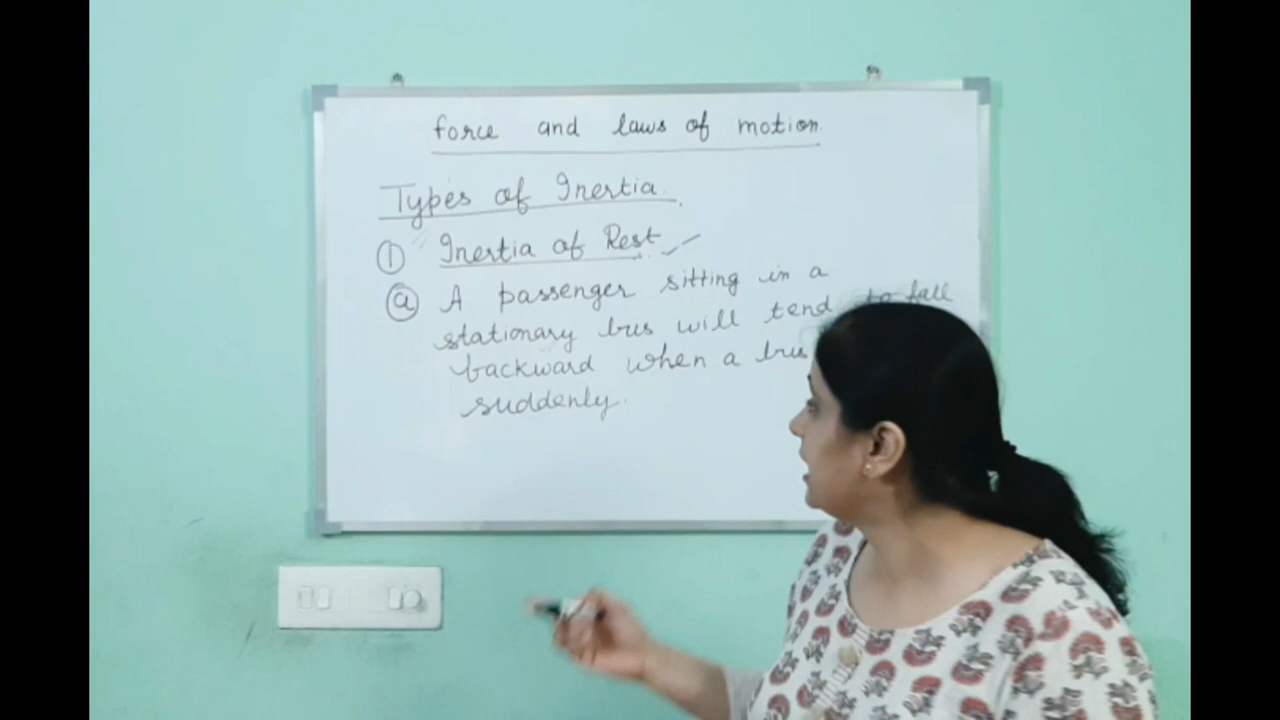 force and laws of motion.
Types of Inertia.
① Inertia of Rest
ⓐ A passenger sitting in a
stationary bus will tend to fall
backward when a bus
suddenly.